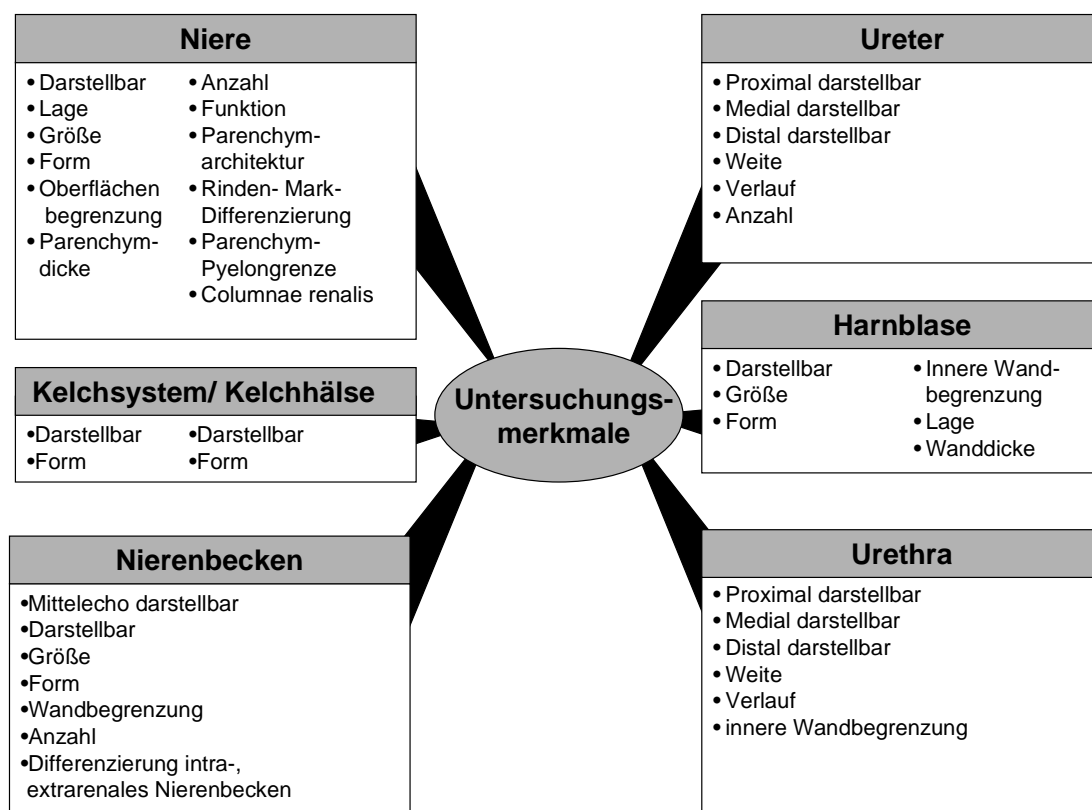 Niere
• Darstellbar
• Lage
• Größe
• Form
• Oberflächen
begrenzung
• Parenchym-
dicke
• Anzahl
• Funktion
• Parenchym-
architektur
• Rinden- Mark-
Differenzierung
• Parenchym-
Pyelongrenze
• Columnae renalis
Ureter
• Proximal darstellbar
• Medial darstellbar
• Distal darstellbar
• Weite
• Verlauf
• Anzahl
Kelchsystem/ Kelchhälse
•Darstellbar
•Form
•Darstellbar
•Form
Untersuchungs-
merkmale
Harnblase
• Darstellbar
• Größe
• Form
• Innere Wand-
begrenzung
• Lage
• Wanddicke
Nierenbecken
•Mittelecho darstellbar
•Darstellbar
•Größe
•Form
•Wandbegrenzung
•Anzahl
•Differenzierung intra-,
extrarenales Nierenbecken
Urethra
• Proximal darstellbar
• Medial darstellbar
• Distal darstellbar
• Weite
• Verlauf
• innere Wandbegrenzung